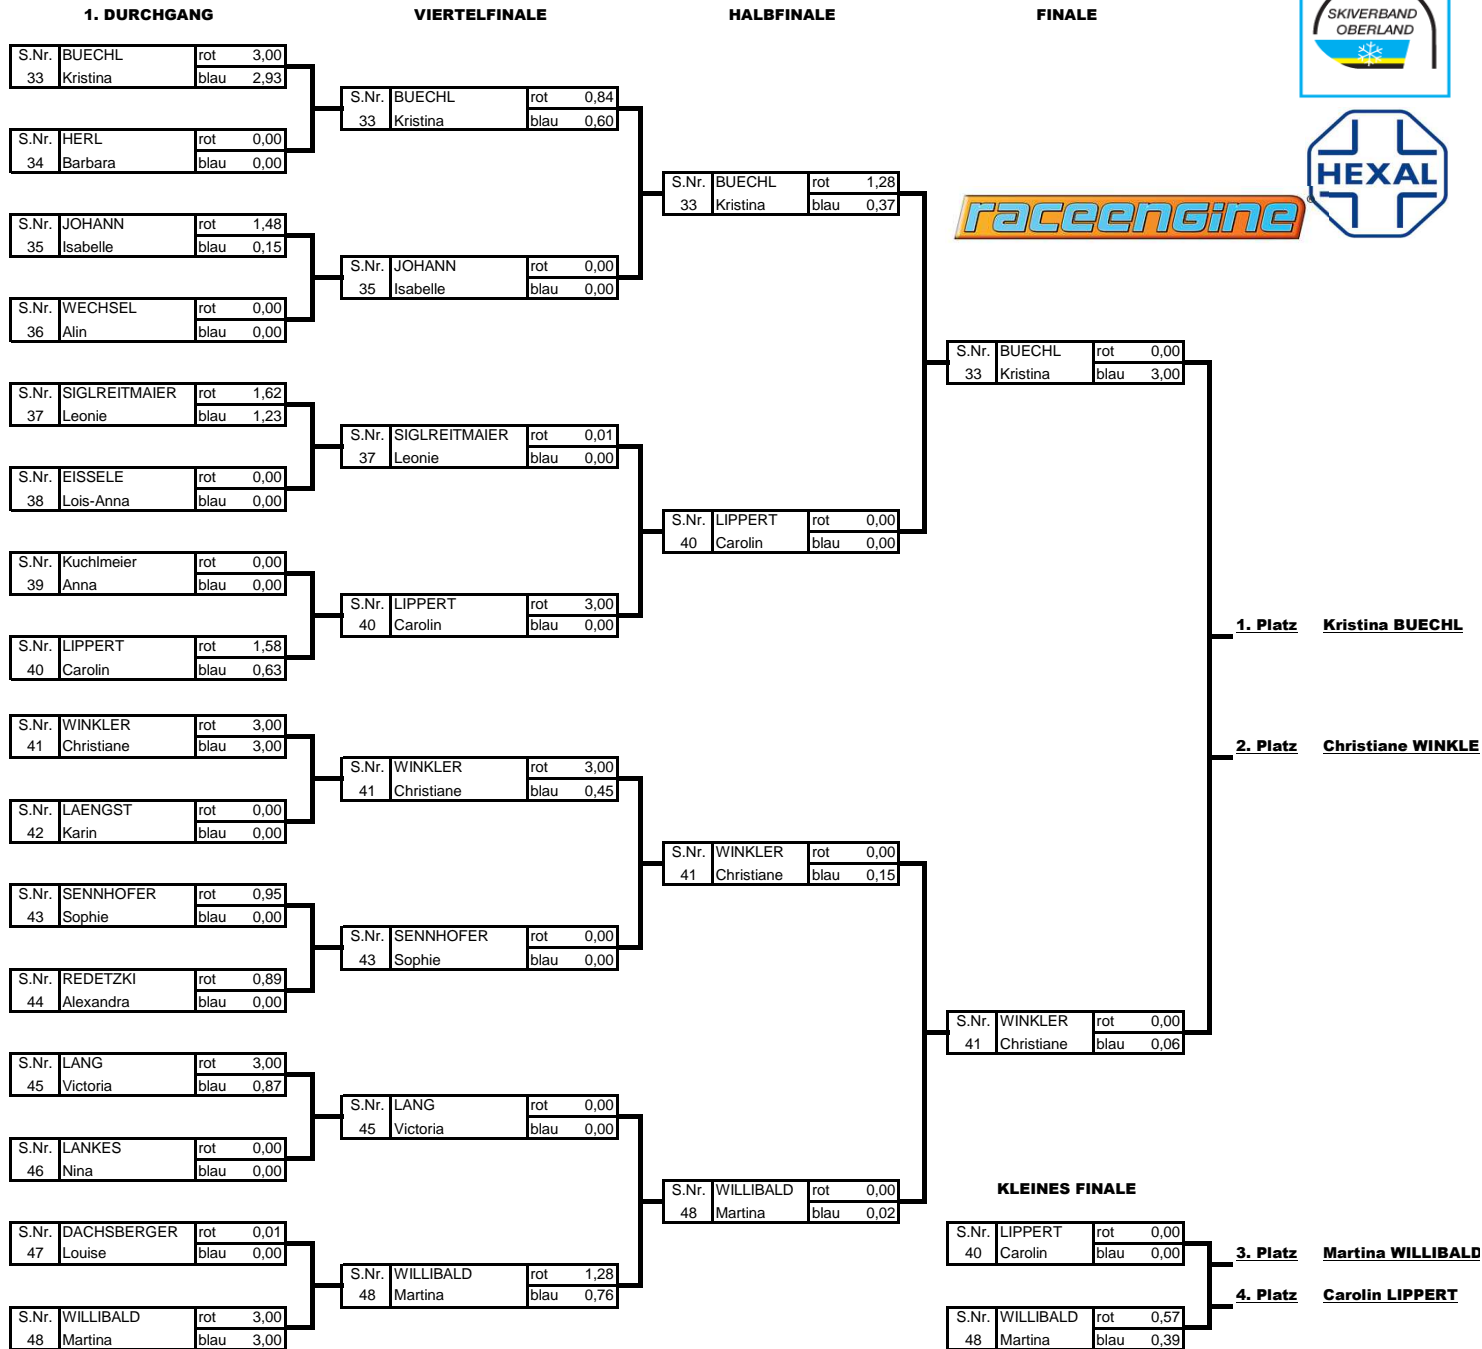 1. DURCHGANG VIERTELFINALE HALBFINALE FINALE
SKIVERBAND
OBERLAND
HEXAL
raceengine
S.Nr. BUECHL rot 3,00
33 Kristina blau 2,93
S.Nr. HERL rot 0,00
34 Barbara blau 0,00
S.Nr. JOHANN rot 1,48
35 Isabelle blau 0,15
S.Nr. WECHSEL rot 0,00
36 Alin blau 0,00
S.Nr. SIGLREITMAIER rot 1,62
37 Leonie blau 1,23
S.Nr. EISSELE rot 0,00
38 Lois-Anna blau 0,00
S.Nr. Kuchlmeier rot 0,00
39 Anna blau 0,00
S.Nr. LIPPERT rot 1,58
40 Carolin blau 0,63
S.Nr. WINKLER rot 3,00
41 Christiane blau 3,00
S.Nr. LAENGST rot 0,00
42 Karin blau 0,00
S.Nr. SENNHOFER rot 0,95
43 Sophie blau 0,00
S.Nr. REDETZKI rot 0,89
44 Alexandra blau 0,00
S.Nr. LANG rot 3,00
45 Victoria blau 0,87
S.Nr. LANKES rot 0,00
46 Nina blau 0,00
S.Nr. DACHSBERGER rot 0,01
47 Louise blau 0,00
S.Nr. WILLIBALD rot 3,00
48 Martina blau 3,00
S.Nr. BUECHL rot 0,84
33 Kristina blau 0,60
S.Nr. JOHANN rot 0,00
35 Isabelle blau 0,00
S.Nr. SIGLREITMAIER rot 0,01
37 Leonie blau 0,00
S.Nr. LIPPERT rot 3,00
40 Carolin blau 0,00
S.Nr. WINKLER rot 3,00
41 Christiane blau 0,45
S.Nr. SENNHOFER rot 0,00
43 Sophie blau 0,00
S.Nr. LANG rot 0,00
45 Victoria blau 0,00
S.Nr. WILLIBALD rot 1,28
48 Martina blau 0,76
S.Nr. BUECHL rot 1,28
33 Kristina blau 0,37
S.Nr. LIPPERT rot 0,00
40 Carolin blau 0,00
S.Nr. WINKLER rot 0,00
41 Christiane blau 0,15
S.Nr. WILLIBALD rot 0,00
48 Martina blau 0,02
S.Nr. BUECHL rot 0,00
33 Kristina blau 3,00
S.Nr. WINKLER rot 0,00
41 Christiane blau 0,06
1. Platz Kristina BUECHL
2. Platz Christiane WINKLE
KLEINES FINALE
S.Nr. LIPPERT rot 0,00
40 Carolin blau 0,00
S.Nr. WILLIBALD rot 0,57
48 Martina blau 0,39
3. Platz Martina WILLIBALD
4. Platz Carolin LIPPERT